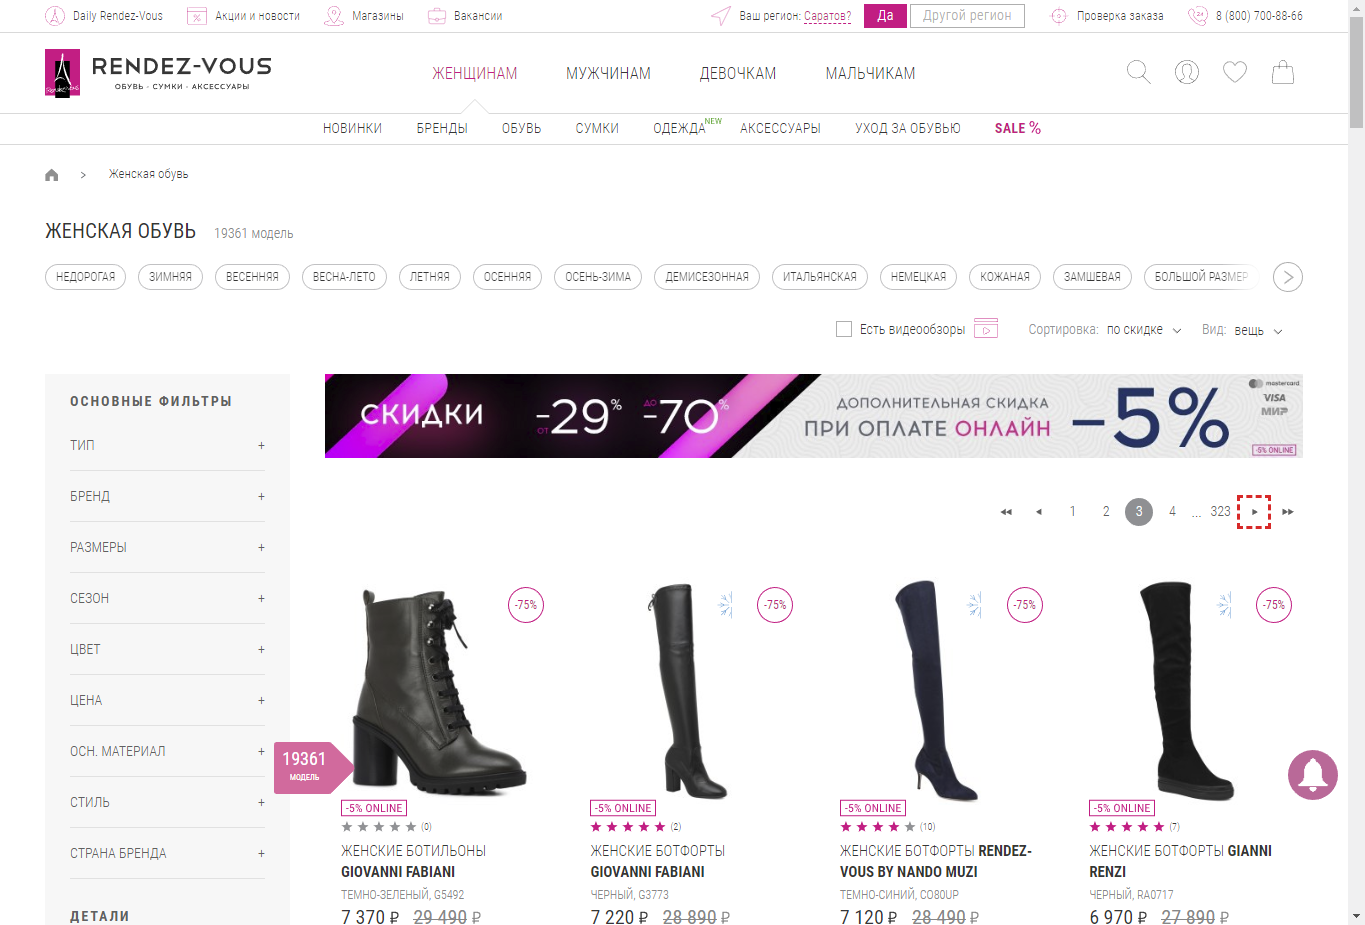 Daily Rendez-Vous
Акции и новости
Магазины
Вакансии
Ваш регион: Саратов?
Да
Другой регион
Проверка заказа
8 (800) 700-88-66
RENDEZ-VOUS
ОБУВЬ - СУМКИ - АКСЕССУАРЫ
ЖЕНЩИНАМ
МУЖЧИНАМ
ДЕВОЧКАМ
МАЛЬЧИКАМ
НОВИНКИ
БРЕНДЫ
ОБУВЬ
СУМКИ
ОДЕЖДА NEW
АКСЕССУАРЫ
УХОД ЗА ОБУВЬЮ
SALE %
Женская обувь
ЖЕНСКАЯ ОБУВЬ 19361 модель
НЕДОРОГАЯ
ЗИМНЯЯ
ВЕСЕННЯЯ
ВЕСНА-ЛЕТО
ЛЕТНЯЯ
ОСЕННЯЯ
ОСЕНЬ-ЗИМА
ДЕМИСЕЗОННАЯ
ИТАЛЬЯНСКАЯ
НЕМЕЦКАЯ
КОЖАНАЯ
ЗАМШЕВАЯ
БОЛЬШОЙ РАЗМЕР
Есть видеообзоры
Сортировка: по скидке
Вид: вещь
ОСНОВНЫЕ ФИЛЬТРЫ
ТИП +
БРЕНД +
РАЗМЕРЫ +
СЕЗОН +
ЦВЕТ +
ЦЕНА +
ОСН. МАТЕРИАЛ +
СТИЛЬ +
СТРАНА БРЕНДА +
ДЕТАЛИ
19361
МОДЕЛЬ
СКИДКИ ОТ -29% ДО -70%
ДОПОЛНИТЕЛЬНАЯ СКИДКА
ПРИ ОПЛАТЕ ОНЛАЙН
-5%
mastercard
VISA
МИР
-5% ONLINE
1 2 3 4 ... 323
-75%
-5% ONLINE
(0)
ЖЕНСКИЕ БОТИЛЬОНЫ
GIOVANNI FABIANI
ТЕМНО-ЗЕЛЕНЫЙ, G5492
7 370 ₽ 29 490 ₽
-75%
-5% ONLINE
(2)
ЖЕНСКИЕ БОТФОРТЫ
GIOVANNI FABIANI
ЧЕРНЫЙ, G3773
7 220 ₽ 28 890 ₽
-75%
-5% ONLINE
(10)
ЖЕНСКИЕ БОТФОРТЫ RENDEZ-
VOUS BY NANDO MUZI
ТЕМНО-СИНИЙ, CO80UP
7 120 ₽ 28 490 ₽
-75%
-5% ONLINE
(7)
ЖЕНСКИЕ БОТФОРТЫ GIANNI
RENZI
ЧЕРНЫЙ, RA0717
6 970 ₽ 27 890 ₽